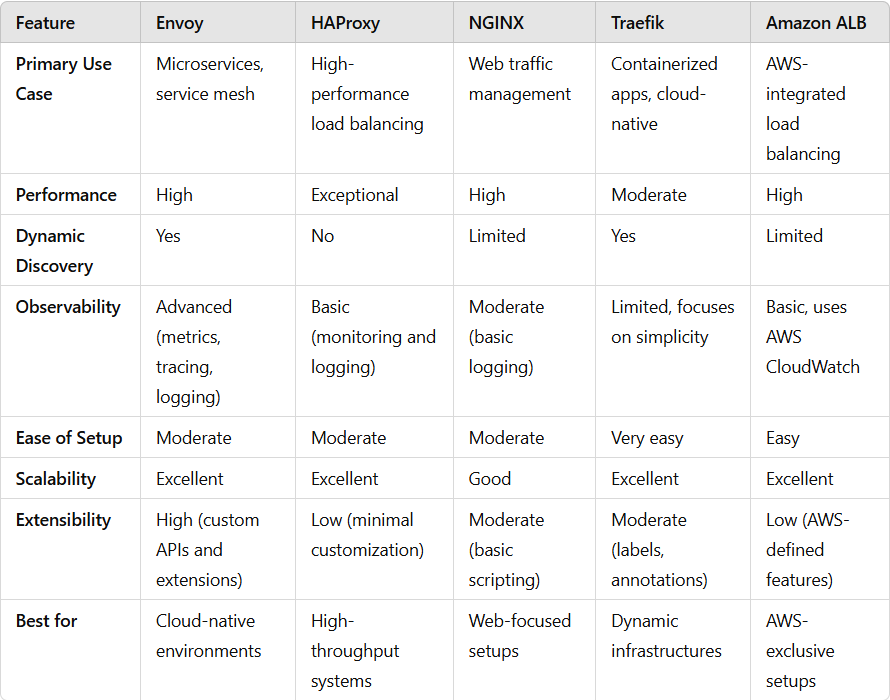 Feature Envoy HAProxy NGINX Traefik Amazon ALB
Primary Use Microservices, High- Web traffic Containerized AWS-
Case service mesh performance management apps, cloud- integrated
load balancing native load
balancing
Performance High Exceptional High Moderate High
Dynamic Yes No Limited Yes Limited
Discovery
Observability Advanced Basic Moderate Limited, focuses Basic, uses
(metrics, (monitoring and (basic on simplicity AWS
tracing, logging) logging) CloudWatch
logging)
Ease of Setup Moderate Moderate Moderate Very easy Easy
Scalability Excellent Excellent Good Excellent Excellent
Extensibility High (custom Low (minimal Moderate Moderate Low (AWS-
APIs and customization) (basic (labels, defined
extensions) scripting) annotations) features)
Best for Cloud-native High- Web-focused Dynamic AWS-
environments throughput setups infrastructures exclusive
systems setups